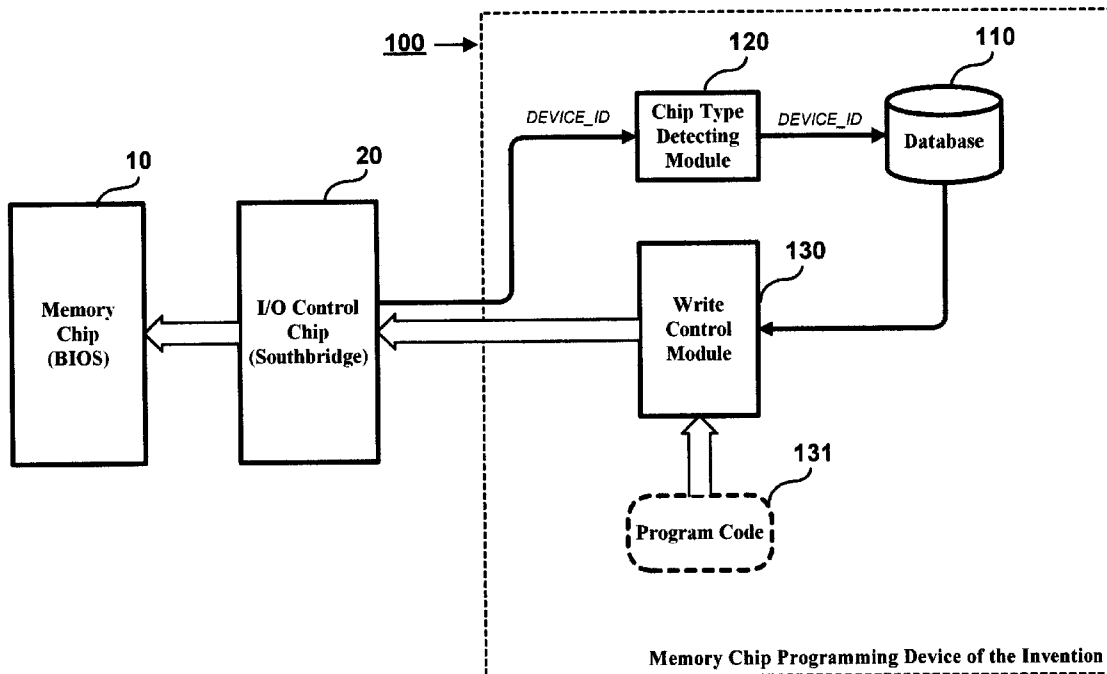 100
120
110
DEVICE_ID
Chip Type
Detecting
Module
DEVICE_ID
Database
10
20
Memory
Chip
(BIOS)
I/O Control
Chip
(Southbridge)
130
Write
Control
Module
131
Program Code
Memory Chip Programming Device of the Invention